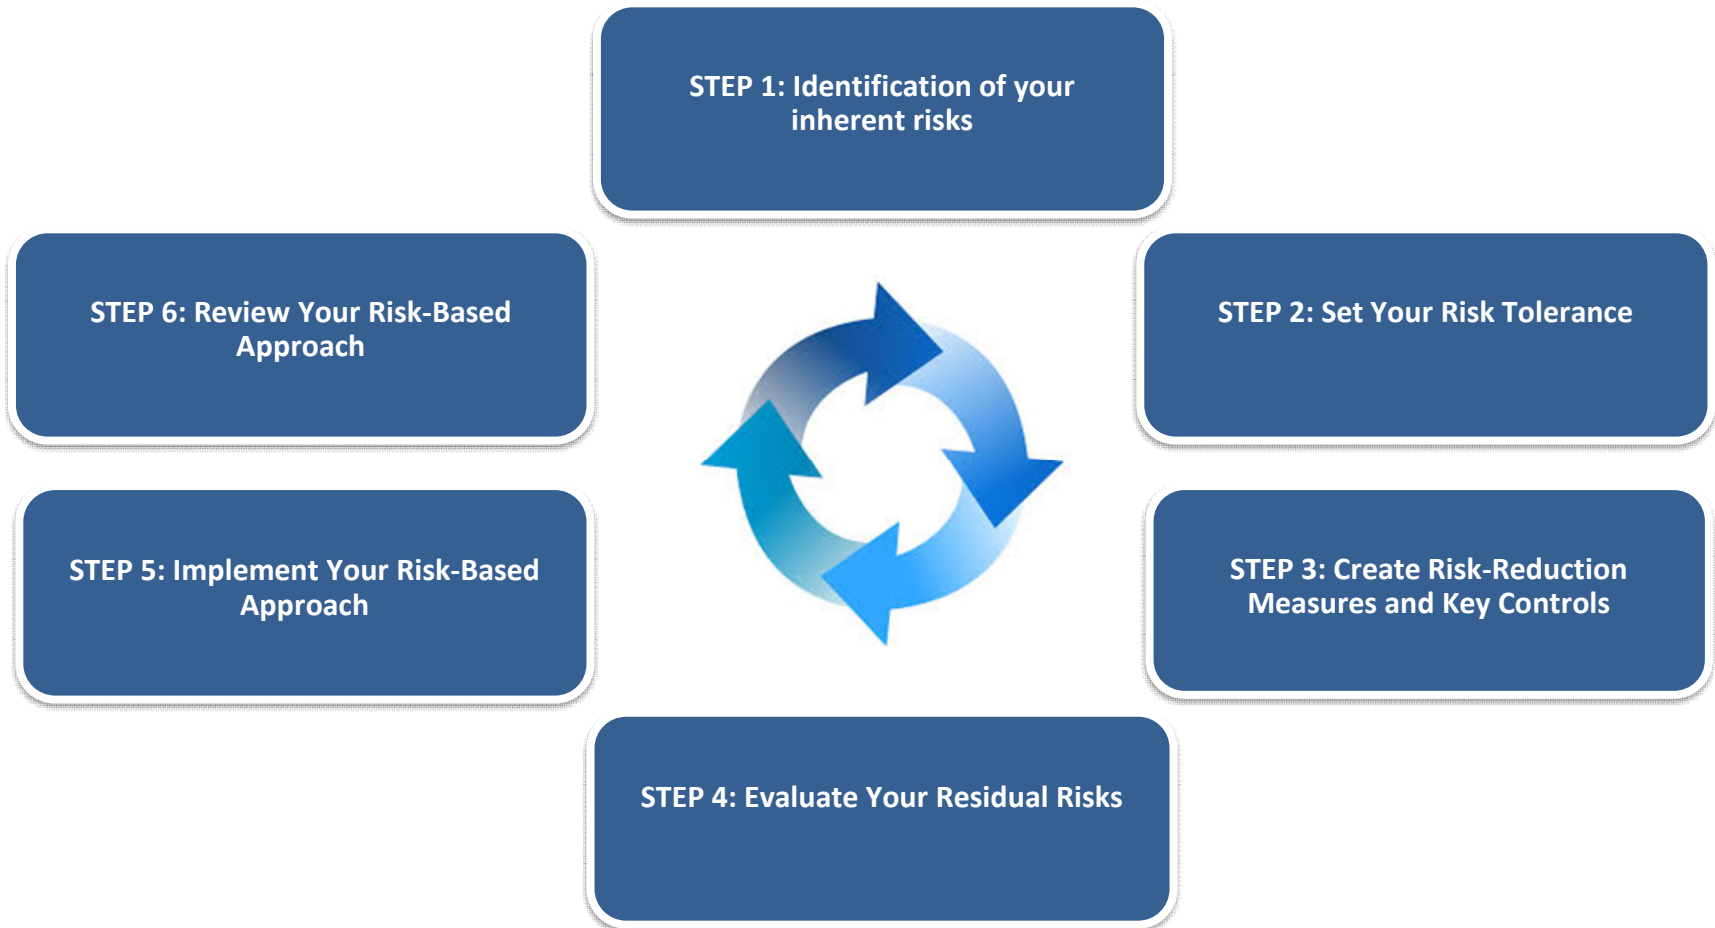 STEP 1: Identification of your
inherent risks
STEP 2: Set Your Risk Tolerance
STEP 3: Create Risk-Reduction
Measures and Key Controls
STEP 4: Evaluate Your Residual Risks
STEP 5: Implement Your Risk-Based
Approach
STEP 6: Review Your Risk-Based
Approach